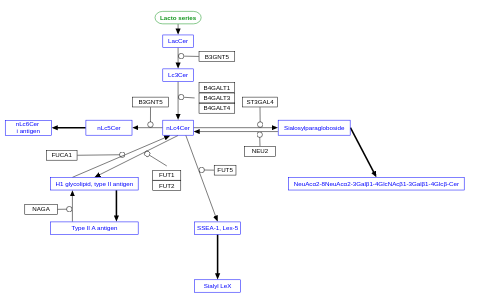 Lacto series
LacCer
B3GNT5
Lc3Cer
B4GALT1
B4GALT3
B4GALT4
B3GNT5
ST3GAL4
nLc6Cer
i antigen
nLc5Cer
nLc4Cer
Sialosylparagloboside
NEU2
FUCA1
FUT1
FUT2
FUT5
H1 glycolipid, type II antigen
NeuAcα2-8NeuAcα2-3Galβ1-4GlcNAcβ1-3Galβ1-4Glcβ-Cer
NAGA
Type II A antigen
SSEA-1, Lex-5
Sialyl LeX